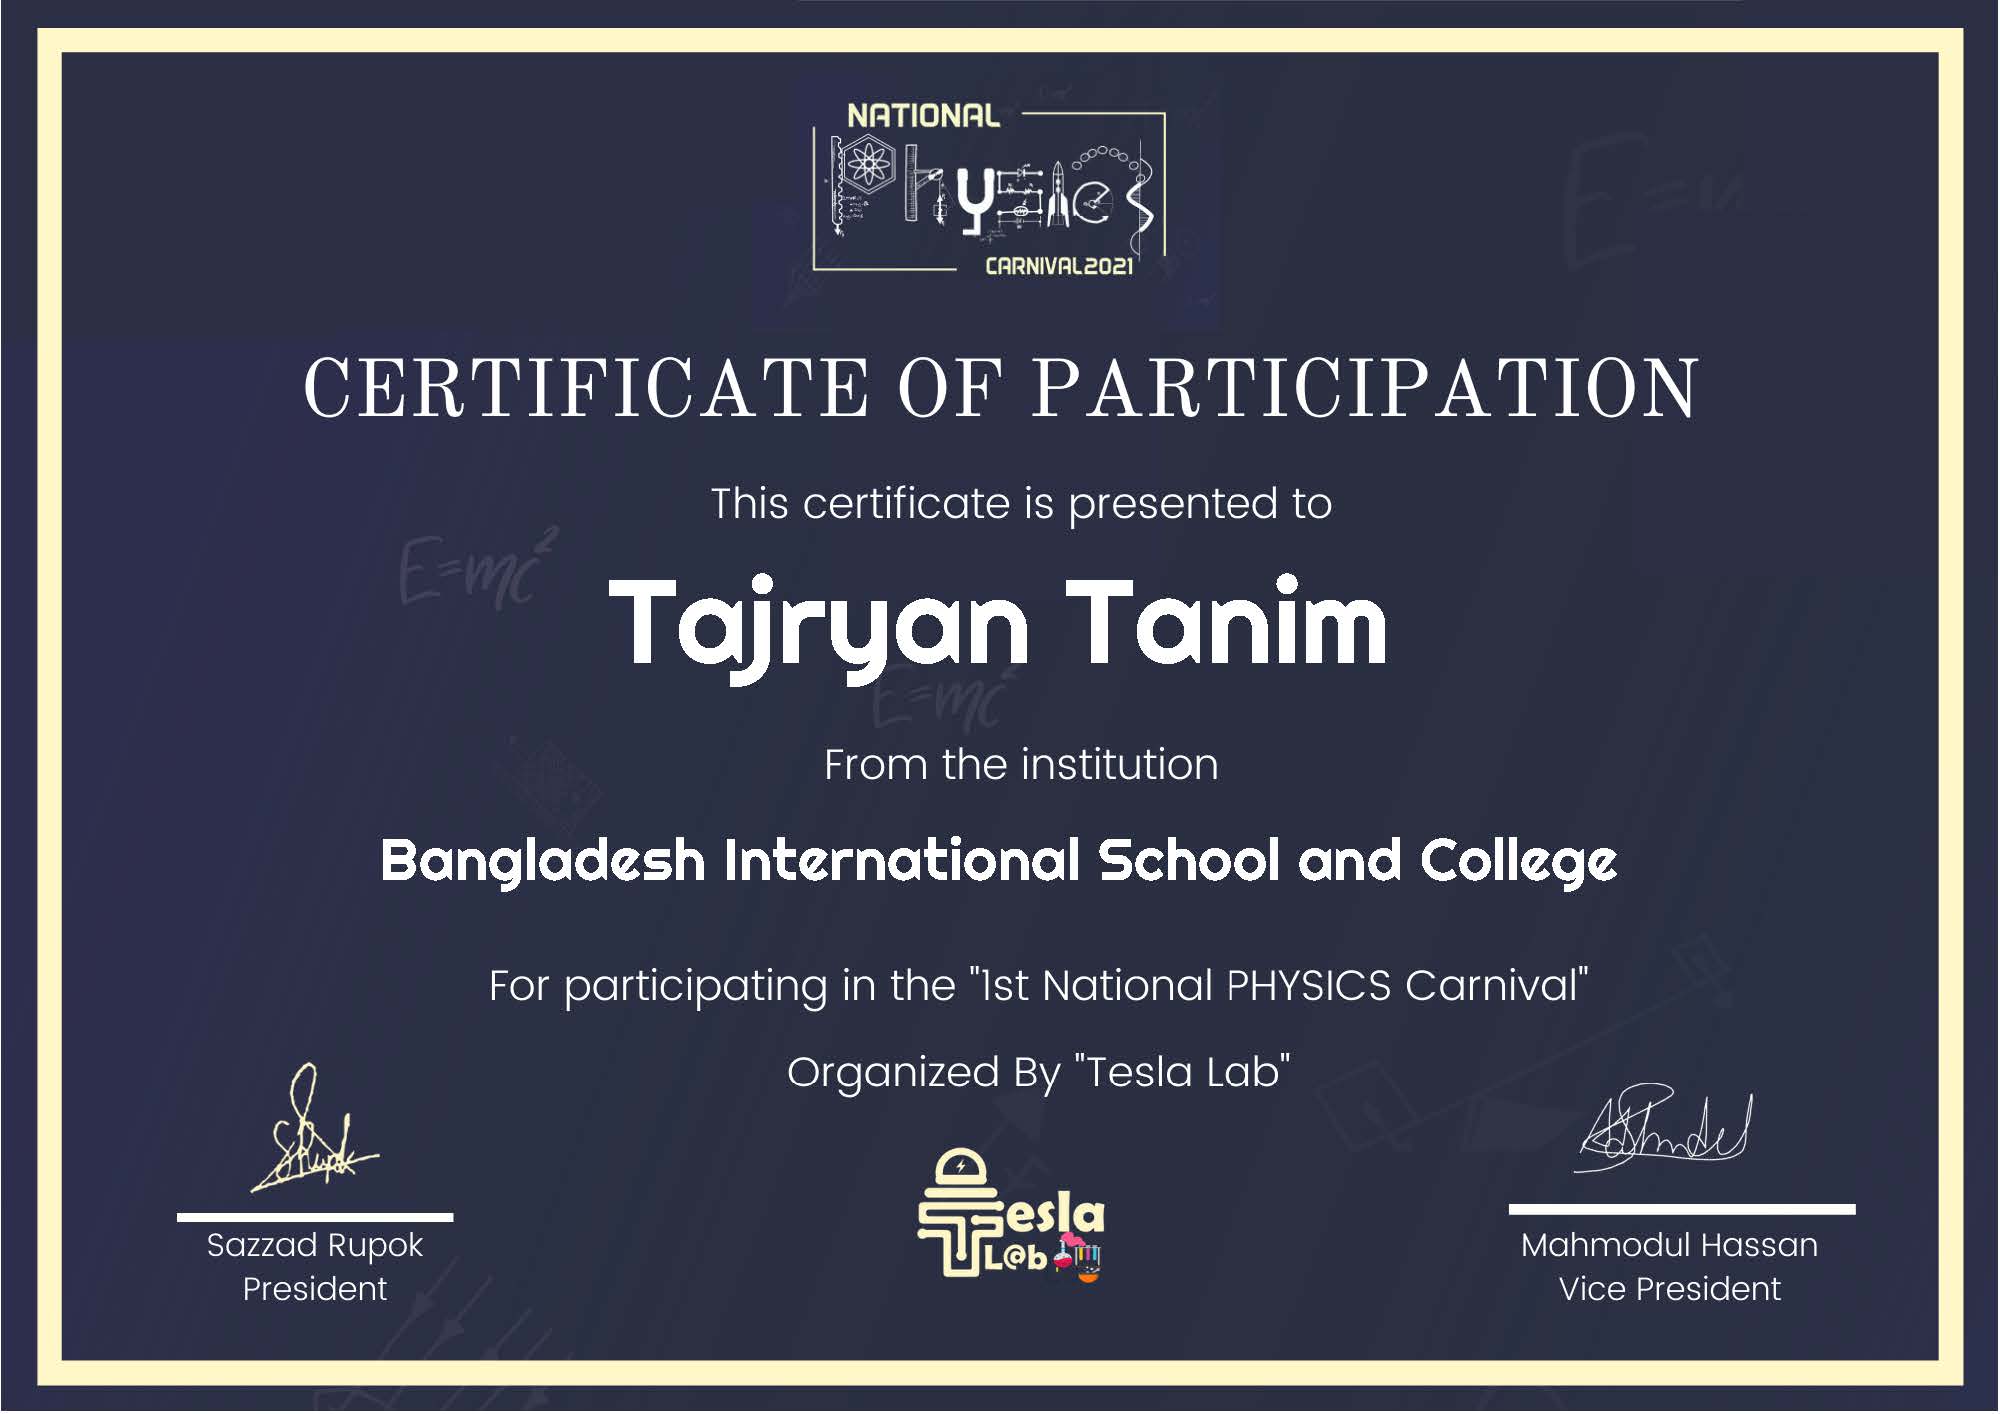 NATIONAL
Physics
CARNIVAL2021
CERTIFICATE OF PARTICIPATION
This certificate is presented to
E=mc²
Tajryan Tanim
E=mc²
From the institution
Bangladesh International School and College
For participating in the "1st National PHYSICS Carnival"
Organized By "Tesla Lab"
Tesla
L@b
Sazzad Rupok
President
Mahmodul Hassan
Vice President